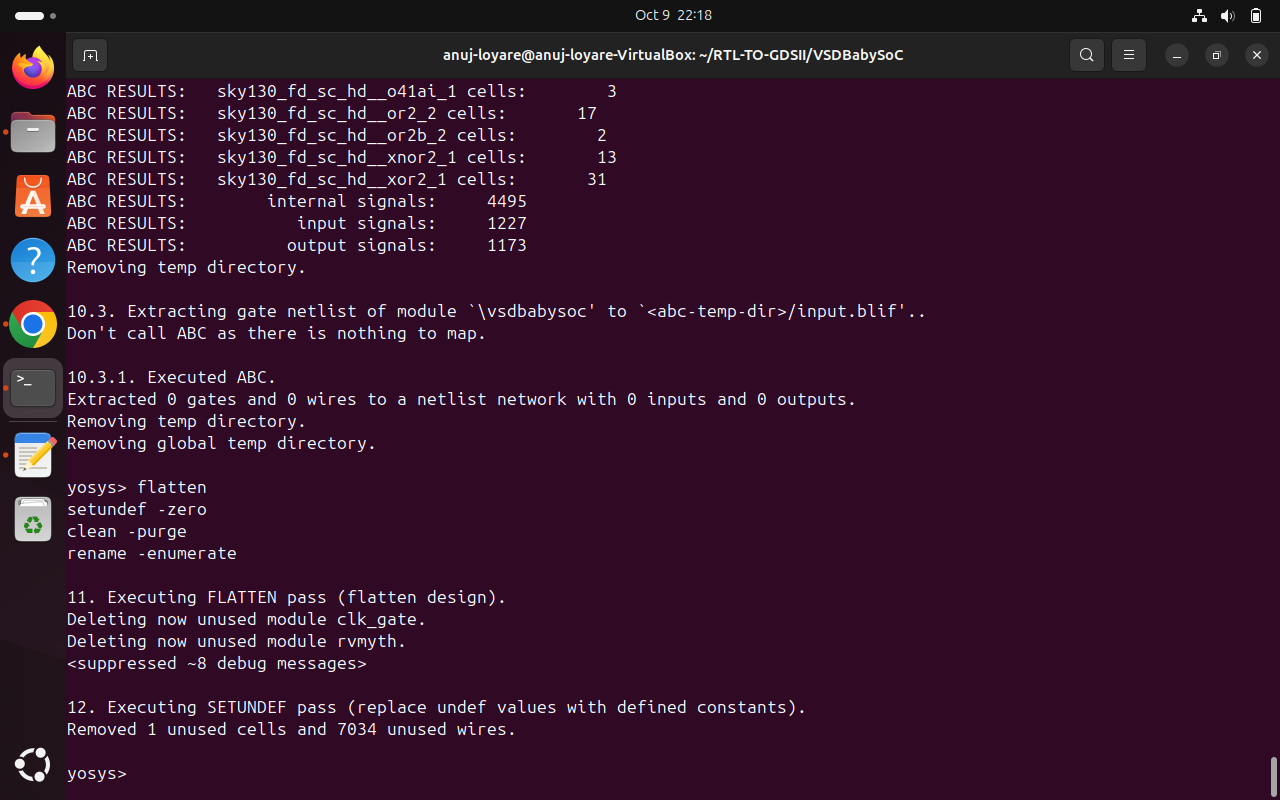 Oct 9 22:18
anuj-loyare@anuj-loyare-VirtualBox: ~/RTL-TO-GDSII/VSDBabySoC
ABC RESULTS:   sky130_fd_sc_hd__o41ai_1 cells:        3
ABC RESULTS:   sky130_fd_sc_hd__or2_2 cells:       17
ABC RESULTS:   sky130_fd_sc_hd__or2b_2 cells:        2
ABC RESULTS:   sky130_fd_sc_hd__xnor2_1 cells:       13
ABC RESULTS:   sky130_fd_sc_hd__xor2_1 cells:       31
ABC RESULTS:        internal signals:     4495
ABC RESULTS:           input signals:     1227
ABC RESULTS:          output signals:     1173
Removing temp directory.
10.3. Extracting gate netlist of module `\vsdbabysoc' to `<abc-temp-dir>/input.blif'..
Don't call ABC as there is nothing to map.
10.3.1. Executed ABC.
Extracted 0 gates and 0 wires to a netlist network with 0 inputs and 0 outputs.
Removing temp directory.
Removing global temp directory.
yosys> flatten
setundef -zero
clean -purge
rename -enumerate
11. Executing FLATTEN pass (flatten design).
Deleting now unused module clk_gate.
Deleting now unused module rvmyth.
<suppressed ~8 debug messages>
12. Executing SETUNDEF pass (replace undef values with defined constants).
Removed 1 unused cells and 7034 unused wires.
yosys>